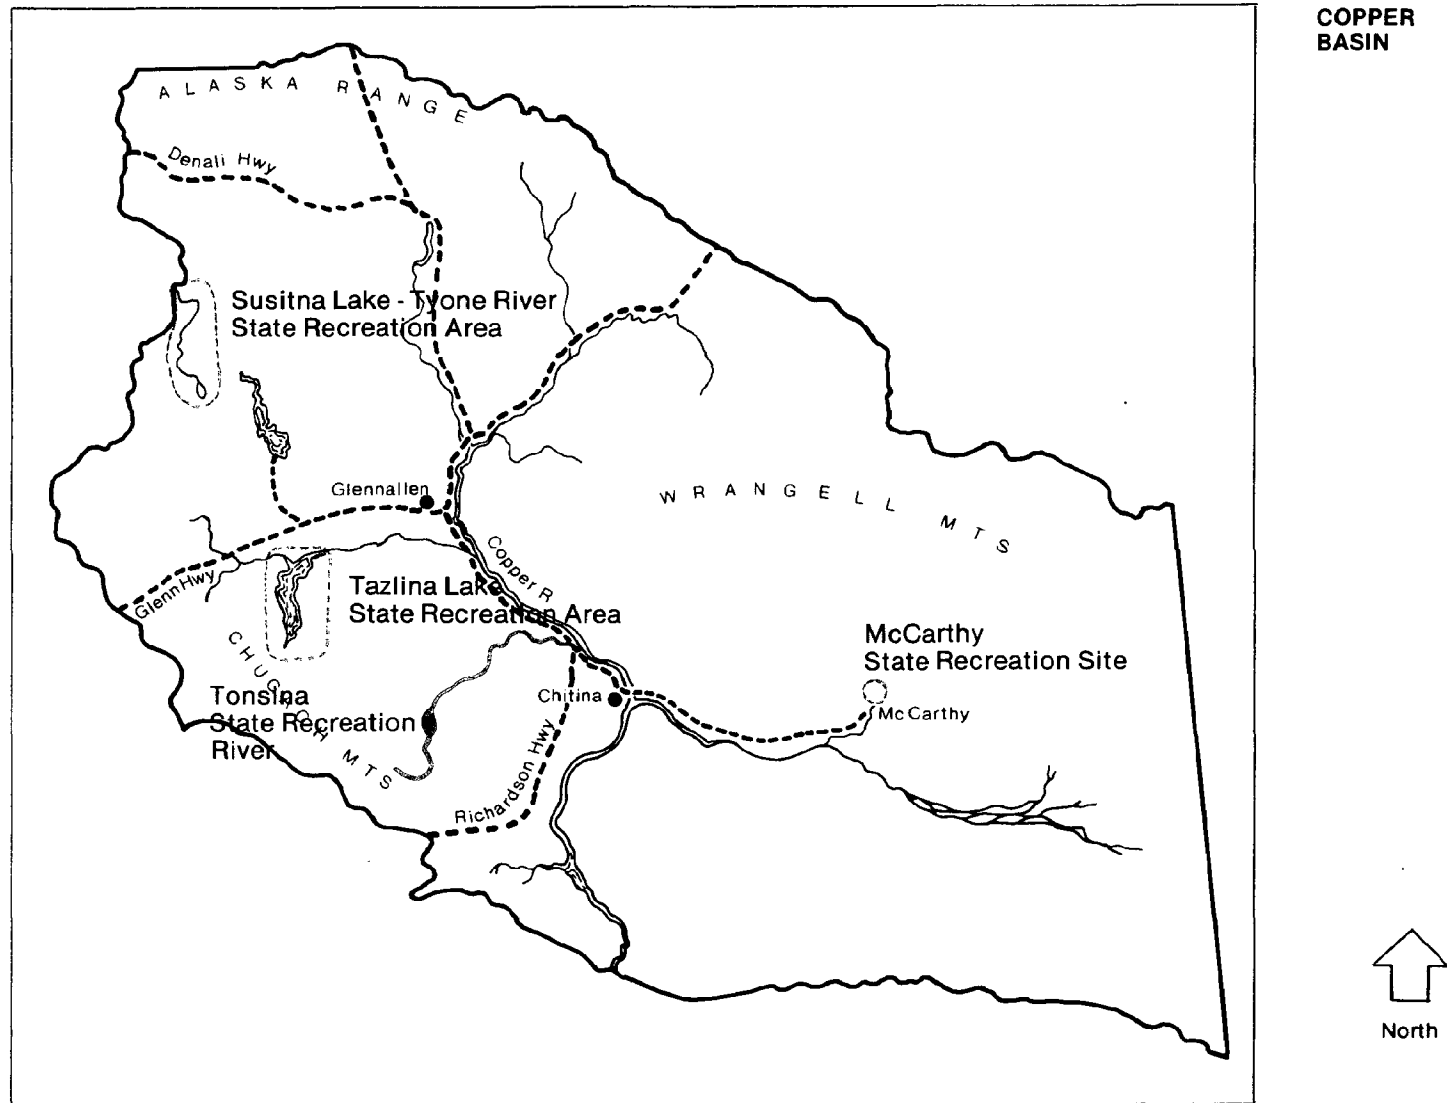 COPPER
BASIN
ALASKA RANGE
Denali Hwy
Susitna Lake - Tyone River
State Recreation Area
Glennallen
WRANGELL MTS
Copper R
Glenn Hwy
Tazlina Lake
State Recreation Area
CHUGACH MTS
McCarthy
State Recreation Site
McCarthy
Tonsina
State Recreation
River
Chitina
Richardson Hwy
North